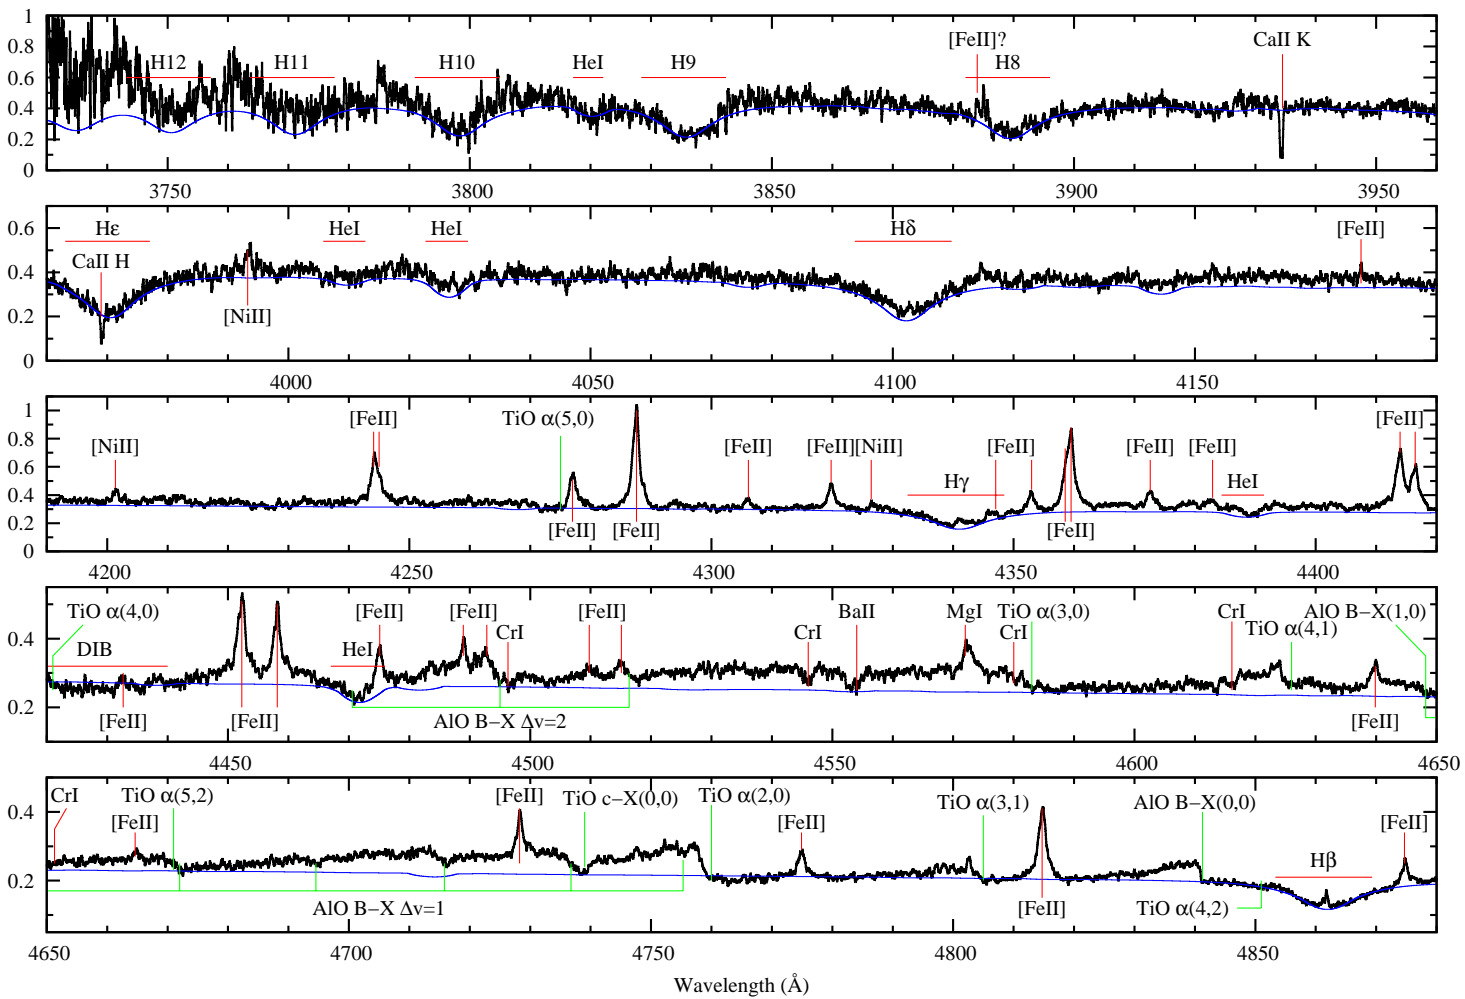 1
0.8
0.6
0.4
0.2
0
H12
H11
H10
HeI
H9
[FeII]?
H8
CaII K
3750
3800
3850
3900
3950
0.6
0.4
0.2
0
Hε
CaII H
[NiII]
HeI
HeI
Hδ
[FeII]
4000
4050
4100
4150
1
0.8
0.6
0.4
0.2
0
[NiII]
[FeII]
TiO α(5,0)
[FeII]
[FeII]
[FeII]
[FeII]
[NiII]
Hγ
[FeII]
[FeII]
[FeII]
[FeII]
HeI
[FeII]
4200
4250
4300
4350
4400
0.4
0.2
TiO α(4,0)
DIB
[FeII]
[FeII]
HeI
[FeII]
[FeII]
CrI
[FeII]
AlO B−X Δv=2
CrI
BaII
MgI
CrI
TiO α(3,0)
CrI
TiO α(4,1)
AlO B−X(1,0)
[FeII]
4450
4500
4550
4600
4650
0.4
0.2
CrI
[FeII]
TiO α(5,2)
AlO B−X Δv=1
[FeII]
TiO c−X(0,0)
TiO α(2,0)
[FeII]
TiO α(3,1)
[FeII]
AlO B−X(0,0)
TiO α(4,2)
Hβ
[FeII]
4650
4700
4750
4800
4850
Wavelength (Å)